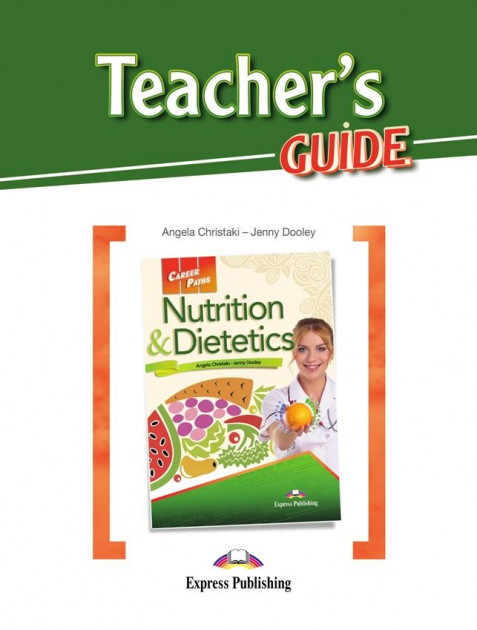 Teacher's
GUIDE
Angela Christaki – Jenny Dooley
CAREER
PATHS
Nutrition
& Dietetics
Angela Christaki - Jenny Dooley
Express Publishing
Express Publishing